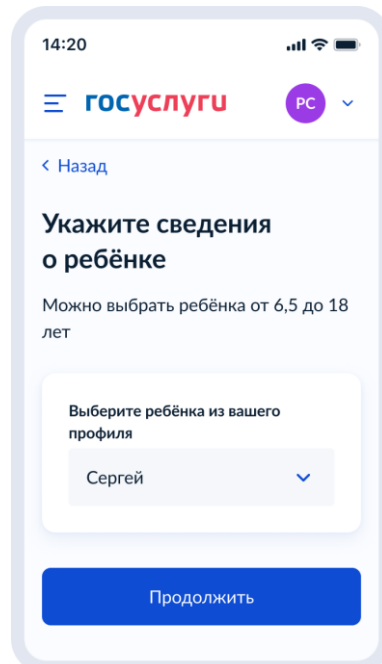 14:20
госуслуги
РС
Назад
Укажите сведения
о ребёнке
Можно выбрать ребёнка от 6,5 до 18
лет
Выберите ребёнка из вашего
профиля
Сергей
Продолжить